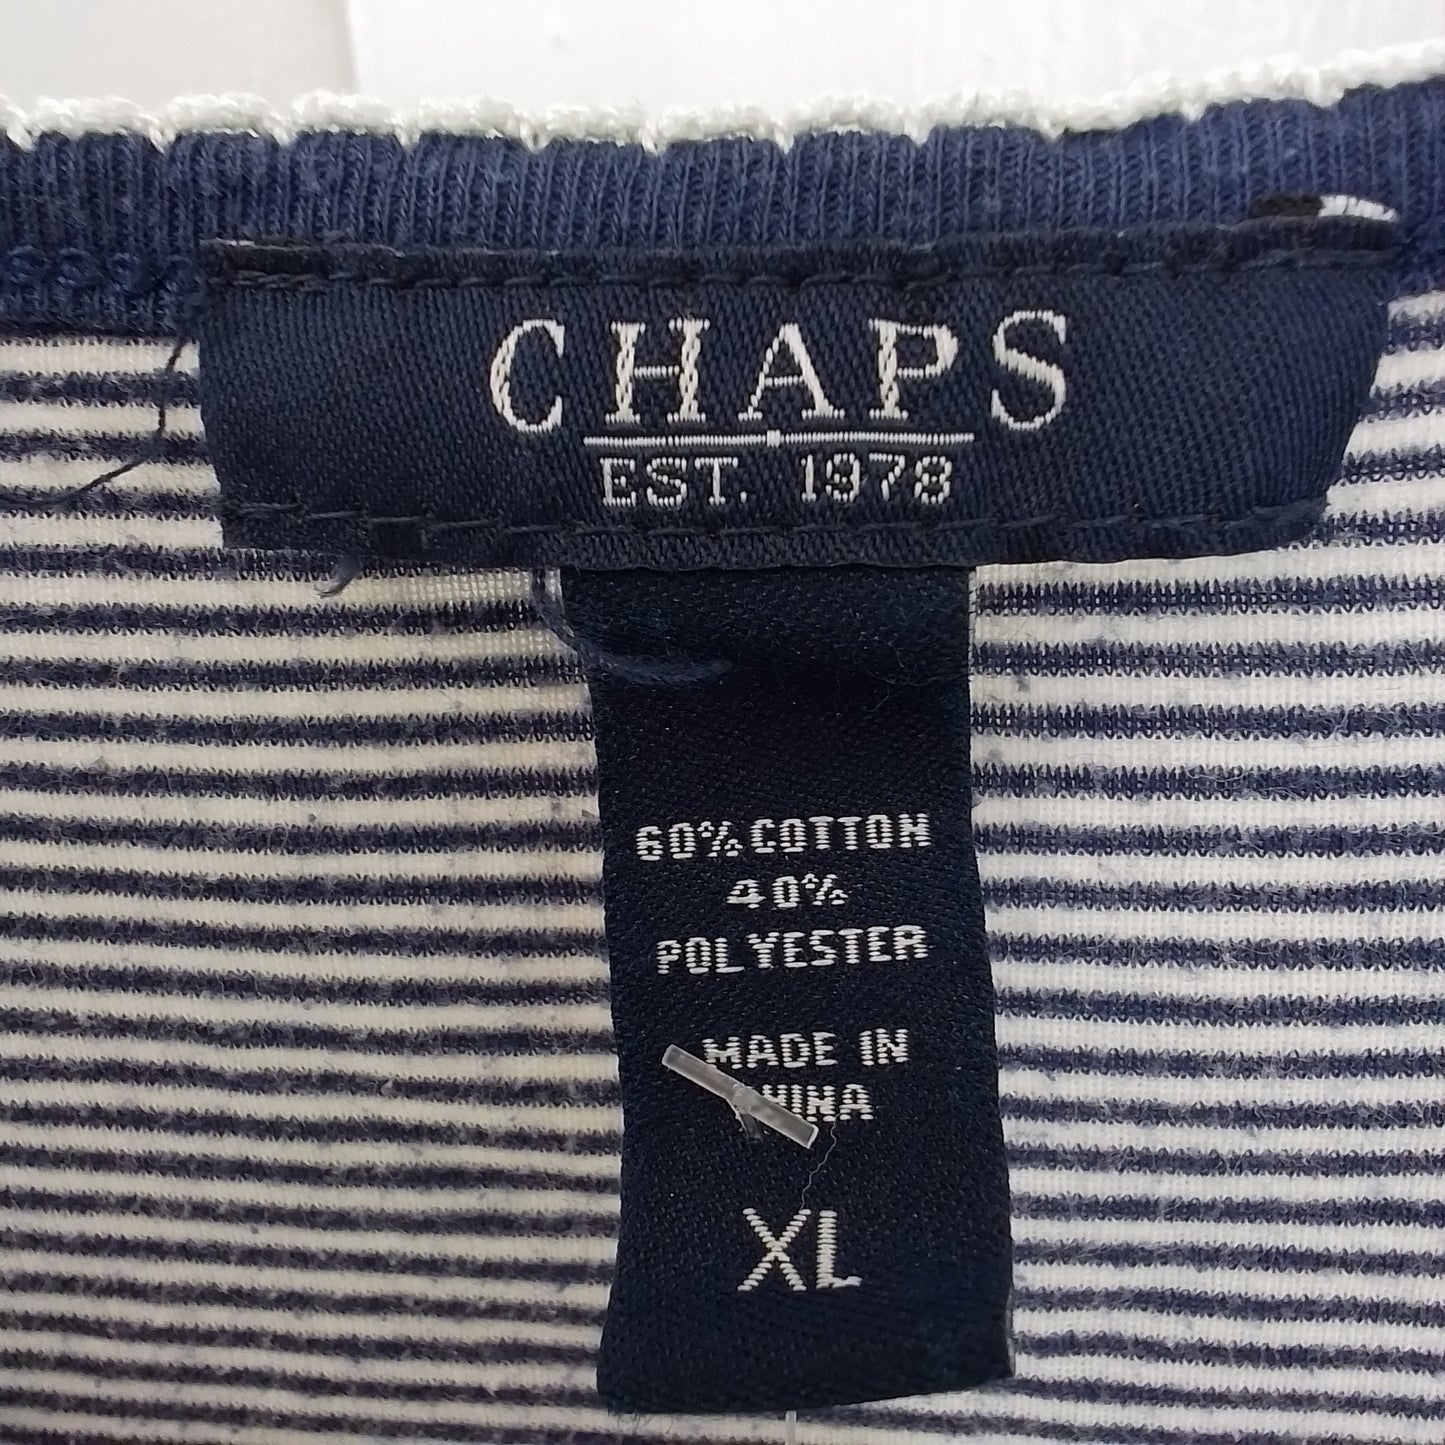 CHAPS
EST. 1978
60% COTTON
40%
POLYESTER
MADE IN
CHINA
XL